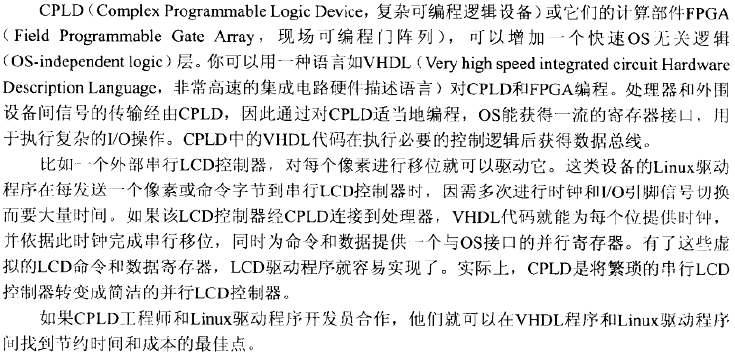 CPLD（Complex Programmable Logic Device，复杂可编程逻辑设备）或它们的计算部件FPGA
（Field Programmable Gate Array，现场可编程门阵列），可以增加一个快速OS无关逻辑
（OS-independent logic）层。你可以用一种语言如VHDL（Very high speed integrated circuit Hardware
Description Language，非常高速的集成电路硬件描述语言）对CPLD和FPGA编程。处理器和外围
设备间信号的传输经由CPLD，因此通过对CPLD适当地编程，OS能获得一流的寄存器接口，用
于执行复杂的I/O操作。CPLD中的VHDL代码在执行必要的控制逻辑后获得数据总线。
比如一个外部串行LCD控制器，对每个像素进行移位就可以驱动它。这类设备的Linux驱动
程序在每发送一个像素或命令字节到串行LCD控制器时，因需多次进行时钟和I/O引脚信号切换
而要大量时间。如果该LCD控制器经CPLD连接到处理器，VHDL代码就能为每个位提供时钟，
并依据此时钟完成串行移位，同时为命令和数据提供一个与OS接口的并行寄存器。有了这些虚
拟的LCD命令和数据寄存器，LCD驱动程序就容易实现了。实际上，CPLD是将繁琐的串行LCD
控制器转变成简洁的并行LCD控制器。
如果CPLD工程师和Linux驱动程序开发员合作，他们就可以在VHDL程序和Linux驱动程序
间找到节约时间和成本的最佳点。